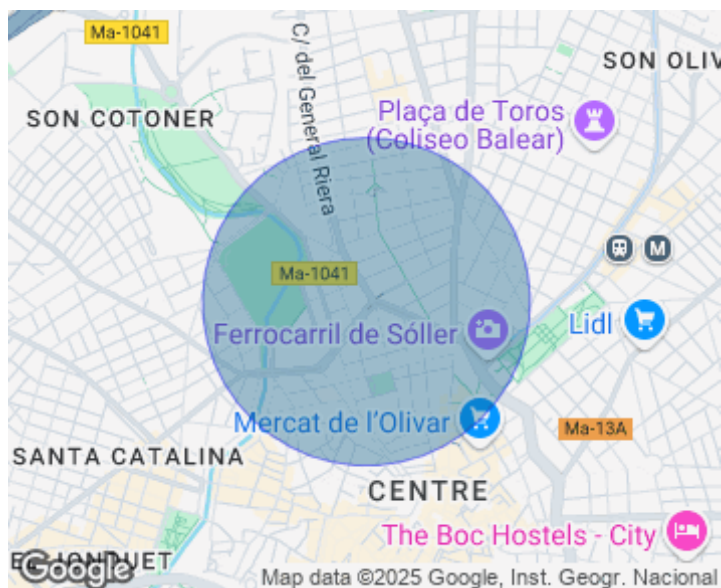 Ma-1041
C/ del General Riera
SON OLIV
SON COTONER
Plaça de Toros
(Coliseo Balear)
M
Ma-1041
Ferrocarril de Sóller
Lidl
Mercat de l'Olivar
Ma-13A
SANTA CATALINA
CENTRE
The Boc Hostels - City
EL JONQUET
Google
Map data ©2025 Google, Inst. Geogr. Nacional